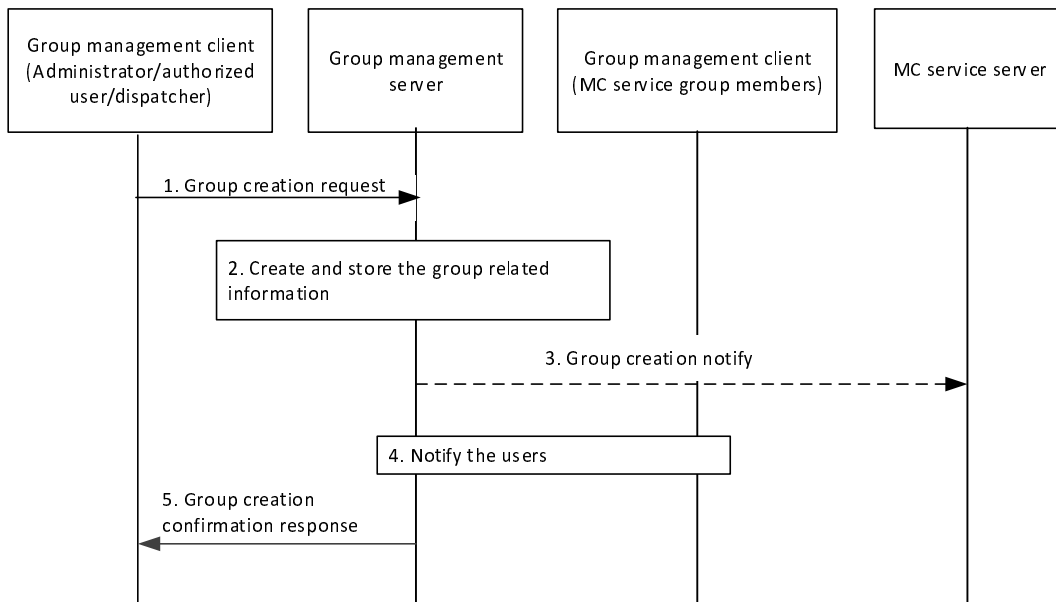 Group management client
(Administrator/authorized
user/dispatcher)
Group management
server
Group management client
(MC service group members)
MC service server
1. Group creation request
2. Create and store the group related
information
3. Group creation notify
4. Notify the users
5. Group creation
confirmation response